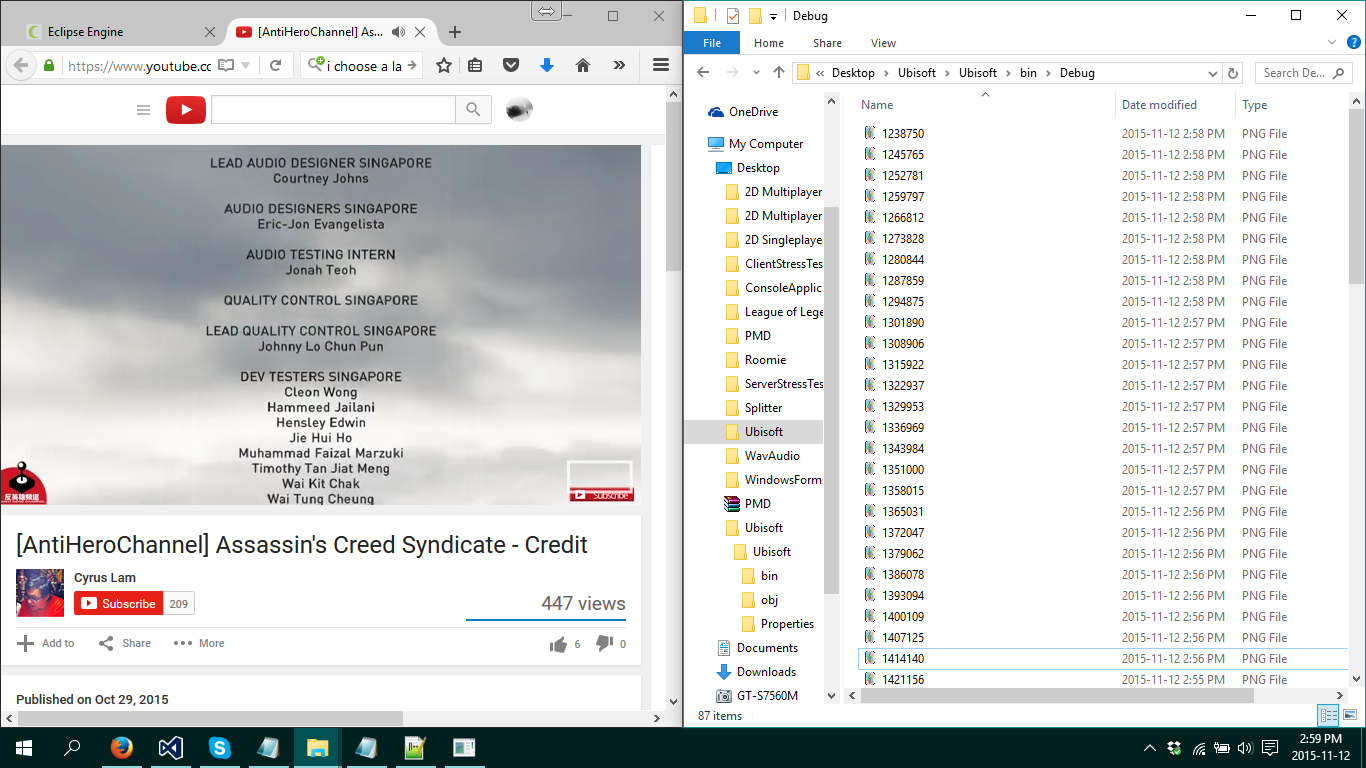 Eclipse Engine
[AntiHeroChannel] As...
https://www.youtube.cc
i choose a la
LEAD AUDIO DESIGNER SINGAPORE
Courtney Johns
AUDIO DESIGNERS SINGAPORE
Eric-Jon Evangelista
AUDIO TESTING INTERN
Jonah Teoh
QUALITY CONTROL SINGAPORE
LEAD QUALITY CONTROL SINGAPORE
Johnny Lo Chun Pun
DEV TESTERS SINGAPORE
Cleon Wong
Hammeed Jailani
Hensley Edwin
Jie Hui Ho
Muhammad Faizal Marzuki
Timothy Tan Jiat Meng
Wai Kit Chak
Wai Tung Cheung
反英雄頻道
Subscribe
[AntiHeroChannel] Assassin's Creed Syndicate - Credit
Cyrus Lam
Subscribe 209
447 views
Add to Share More 6 0
Published on Oct 29, 2015
Debug
File Home Share View
« Desktop > Ubisoft > Ubisoft > bin > Debug
Search De...
OneDrive
My Computer
Desktop
2D Multiplayer
2D Multiplayer
2D Singleplaye
ClientStressTes
ConsoleApplic
League of Lege
PMD
Roomie
ServerStressTes
Splitter
Ubisoft
WavAudio
WindowsForm
PMD
Ubisoft
Ubisoft
bin
obj
Properties
Documents
Downloads
GT-S7560M
Name Date modified Type
1238750 2015-11-12 2:58 PM PNG File
1245765 2015-11-12 2:58 PM PNG File
1252781 2015-11-12 2:58 PM PNG File
1259797 2015-11-12 2:58 PM PNG File
1266812 2015-11-12 2:58 PM PNG File
1273828 2015-11-12 2:58 PM PNG File
1280844 2015-11-12 2:58 PM PNG File
1287859 2015-11-12 2:58 PM PNG File
1294875 2015-11-12 2:58 PM PNG File
1301890 2015-11-12 2:57 PM PNG File
1308906 2015-11-12 2:57 PM PNG File
1315922 2015-11-12 2:57 PM PNG File
1322937 2015-11-12 2:57 PM PNG File
1329953 2015-11-12 2:57 PM PNG File
1336969 2015-11-12 2:57 PM PNG File
1343984 2015-11-12 2:57 PM PNG File
1351000 2015-11-12 2:57 PM PNG File
1358015 2015-11-12 2:57 PM PNG File
1365031 2015-11-12 2:56 PM PNG File
1372047 2015-11-12 2:56 PM PNG File
1379062 2015-11-12 2:56 PM PNG File
1386078 2015-11-12 2:56 PM PNG File
1393094 2015-11-12 2:56 PM PNG File
1400109 2015-11-12 2:56 PM PNG File
1407125 2015-11-12 2:56 PM PNG File
1414140 2015-11-12 2:56 PM PNG File
1421156 2015-11-12 2:55 PM PNG File
87 items
2:59 PM
2015-11-12